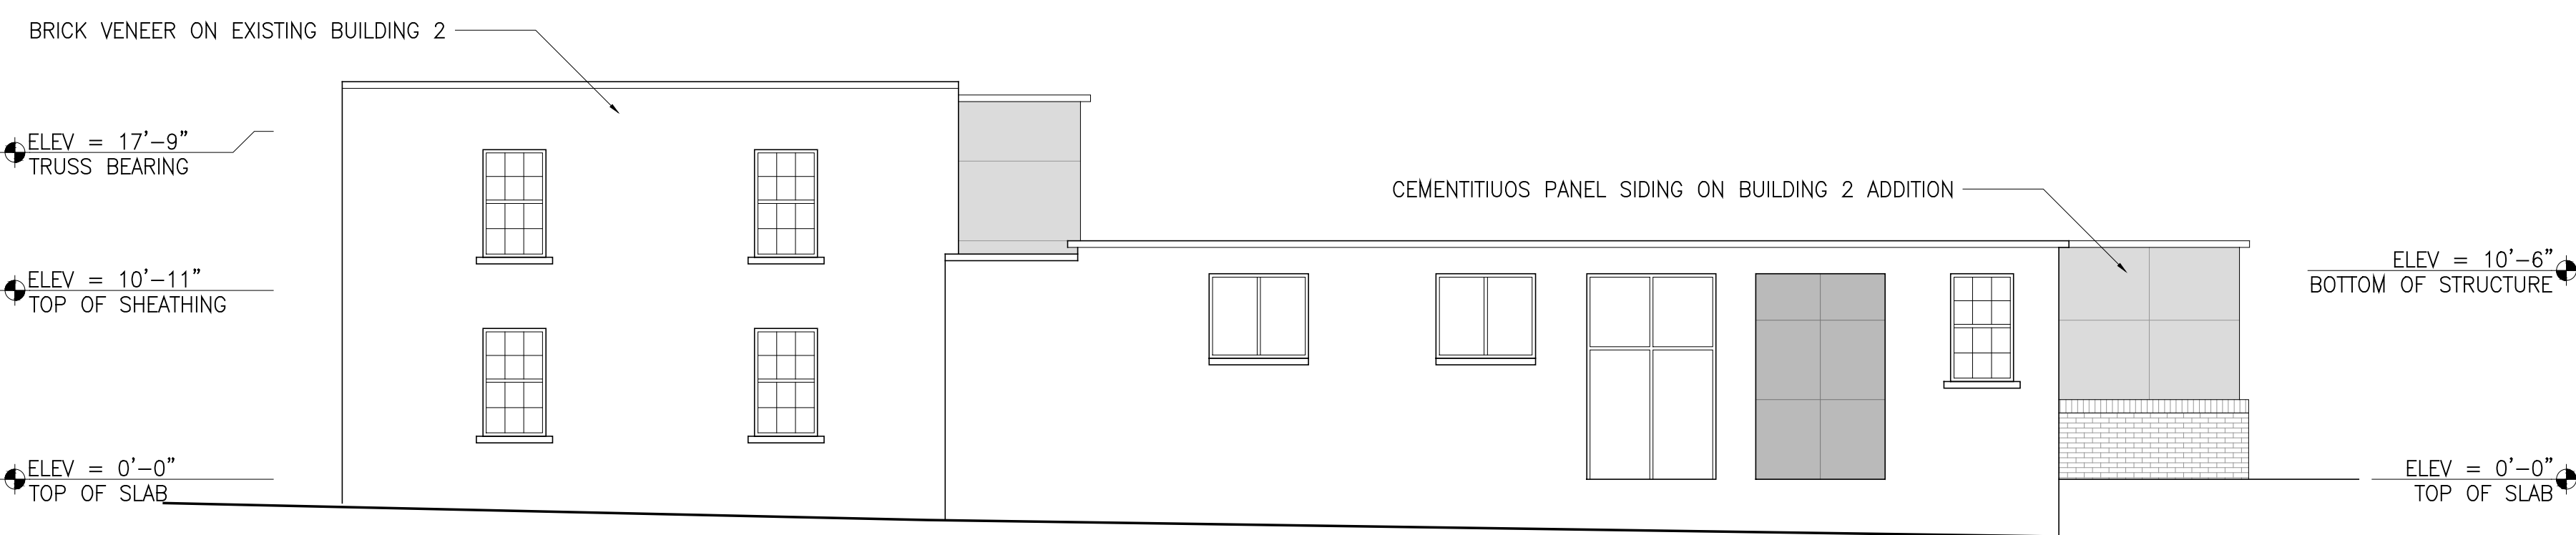 BRICK VENEER ON EXISTING BUILDING 2
ELEV = 17'-9"
TRUSS BEARING
CEMENTITIUOS PANEL SIDING ON BUILDING 2 ADDITION
ELEV = 10'-11"
TOP OF SHEATHING
ELEV = 10'-6"
BOTTOM OF STRUCTURE
ELEV = 0'-0"
TOP OF SLAB
ELEV = 0'-0"
TOP OF SLAB